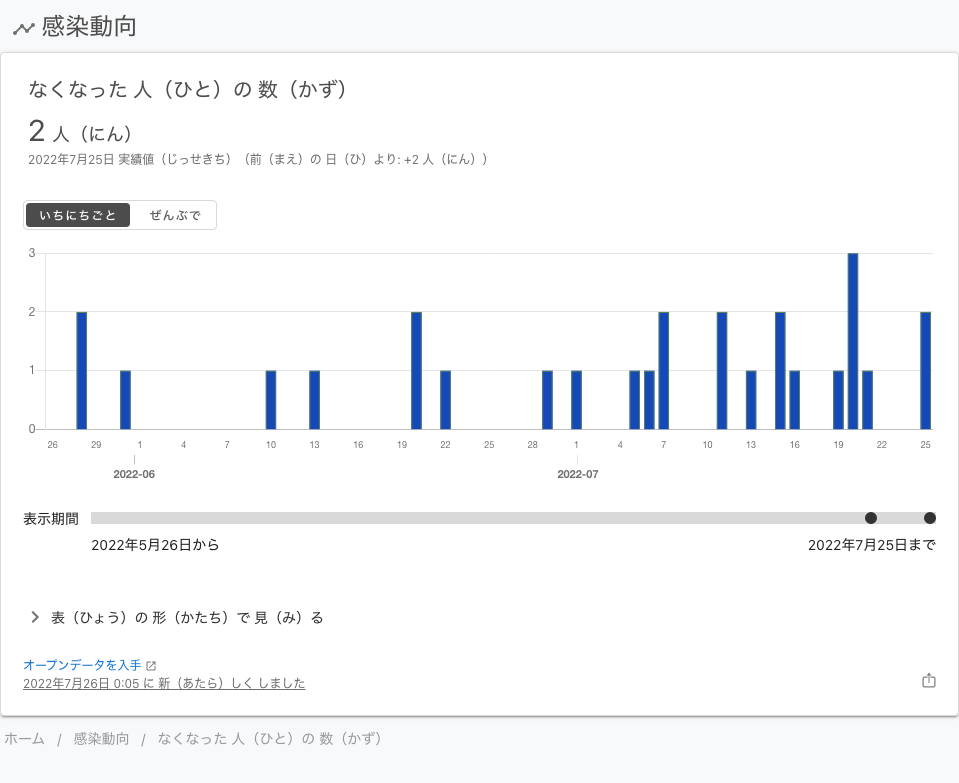 感染動向
なくなった 人（ひと）の 数（かず）
2 人（にん）
2022年7月25日 実績値（じっせきち）（前（まえ）の 日（ひ）より: +2 人（にん））
いちにちごと ぜんぶで
3
2
1
0
26 29 1 4 7 10 13 16 19 22 25 28 1 4 7 10 13 16 19 22 25
2022-06 2022-07
表示期間
2022年5月26日から 2022年7月25日まで
表（ひょう）の 形（かたち）で 見（み）る
オープンデータを入手
2022年7月26日 0:05 に 新（あたら）しく しました
ホーム / 感染動向 / なくなった 人（ひと）の 数（かず）